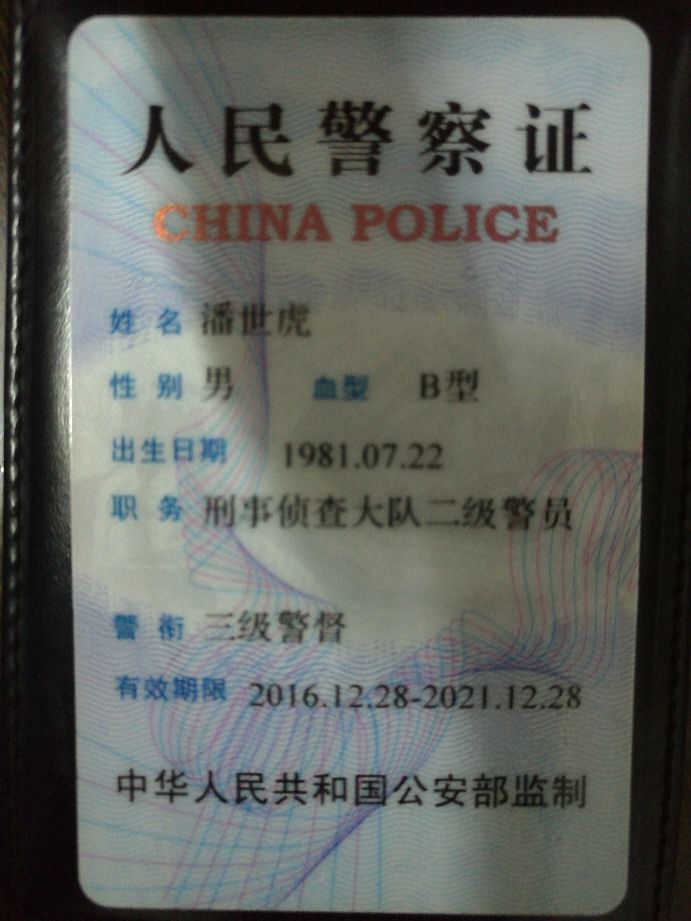 人民警察证
CHINA POLICE
姓 名 潘世虎
性 别 男 血型 B型
出生日期 1981.07.22
职 务 刑事侦查大队二级警员
警 衔 三级警督
有效期限 2016.12.28-2021.12.28
中华人民共和国公安部监制